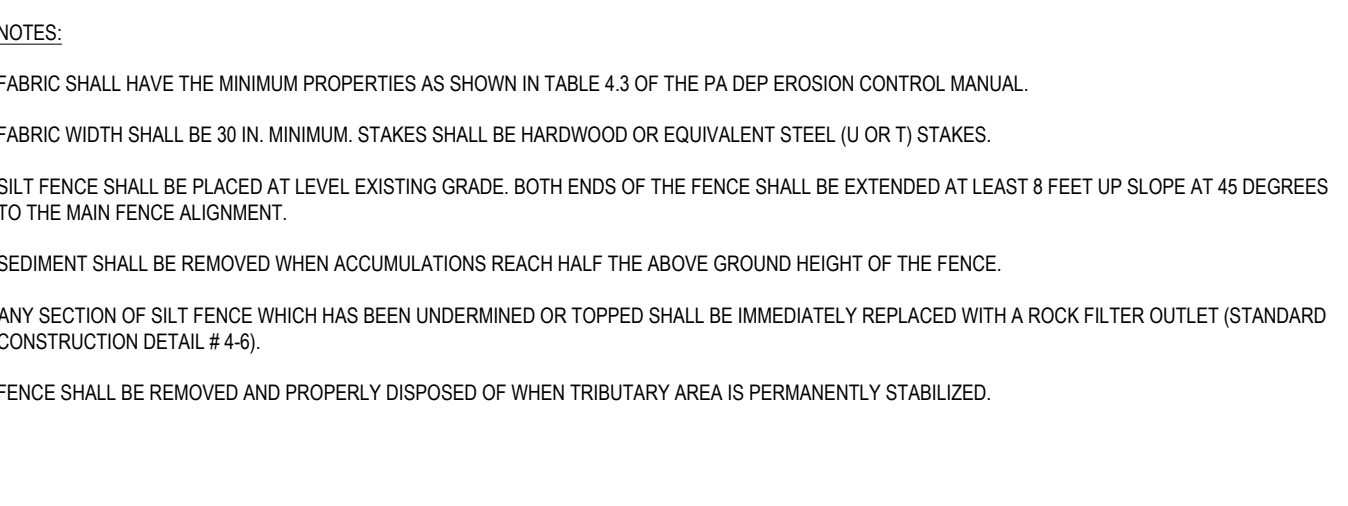 NOTES:
FABRIC SHALL HAVE THE MINIMUM PROPERTIES AS SHOWN IN TABLE 4.3 OF THE PA DEP EROSION CONTROL MANUAL.
FABRIC WIDTH SHALL BE 30 IN. MINIMUM. STAKES SHALL BE HARDWOOD OR EQUIVALENT STEEL (U OR T) STAKES.
SILT FENCE SHALL BE PLACED AT LEVEL EXISTING GRADE. BOTH ENDS OF THE FENCE SHALL BE EXTENDED AT LEAST 8 FEET UP SLOPE AT 45 DEGREES
TO THE MAIN FENCE ALIGNMENT.
SEDIMENT SHALL BE REMOVED WHEN ACCUMULATIONS REACH HALF THE ABOVE GROUND HEIGHT OF THE FENCE.
ANY SECTION OF SILT FENCE WHICH HAS BEEN UNDERMINED OR TOPPED SHALL BE IMMEDIATELY REPLACED WITH A ROCK FILTER OUTLET (STANDARD
CONSTRUCTION DETAIL # 4-6).
FENCE SHALL BE REMOVED AND PROPERLY DISPOSED OF WHEN TRIBUTARY AREA IS PERMANENTLY STABILIZED.